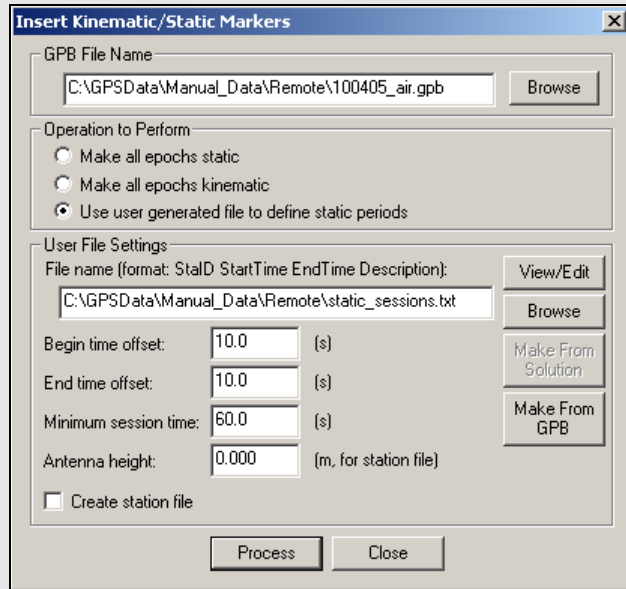 Insert Kinematic/Static Markers
GPB File Name
C:\GPSData\Manual_Data\Remote\100405_air.gpb
Browse
Operation to Perform
Make all epochs static
Make all epochs kinematic
Use user generated file to define static periods
User File Settings
File name (format: StaID StartTime EndTime Description):
View/Edit
C:\GPSData\Manual_Data\Remote\static_sessions.txt
Browse
Begin time offset: 10.0 (s)
Make From
Solution
End time offset: 10.0 (s)
Minimum session time: 60.0 (s)
Make From
GPB
Antenna height: 0.000 (m, for station file)
Create station file
Process
Close